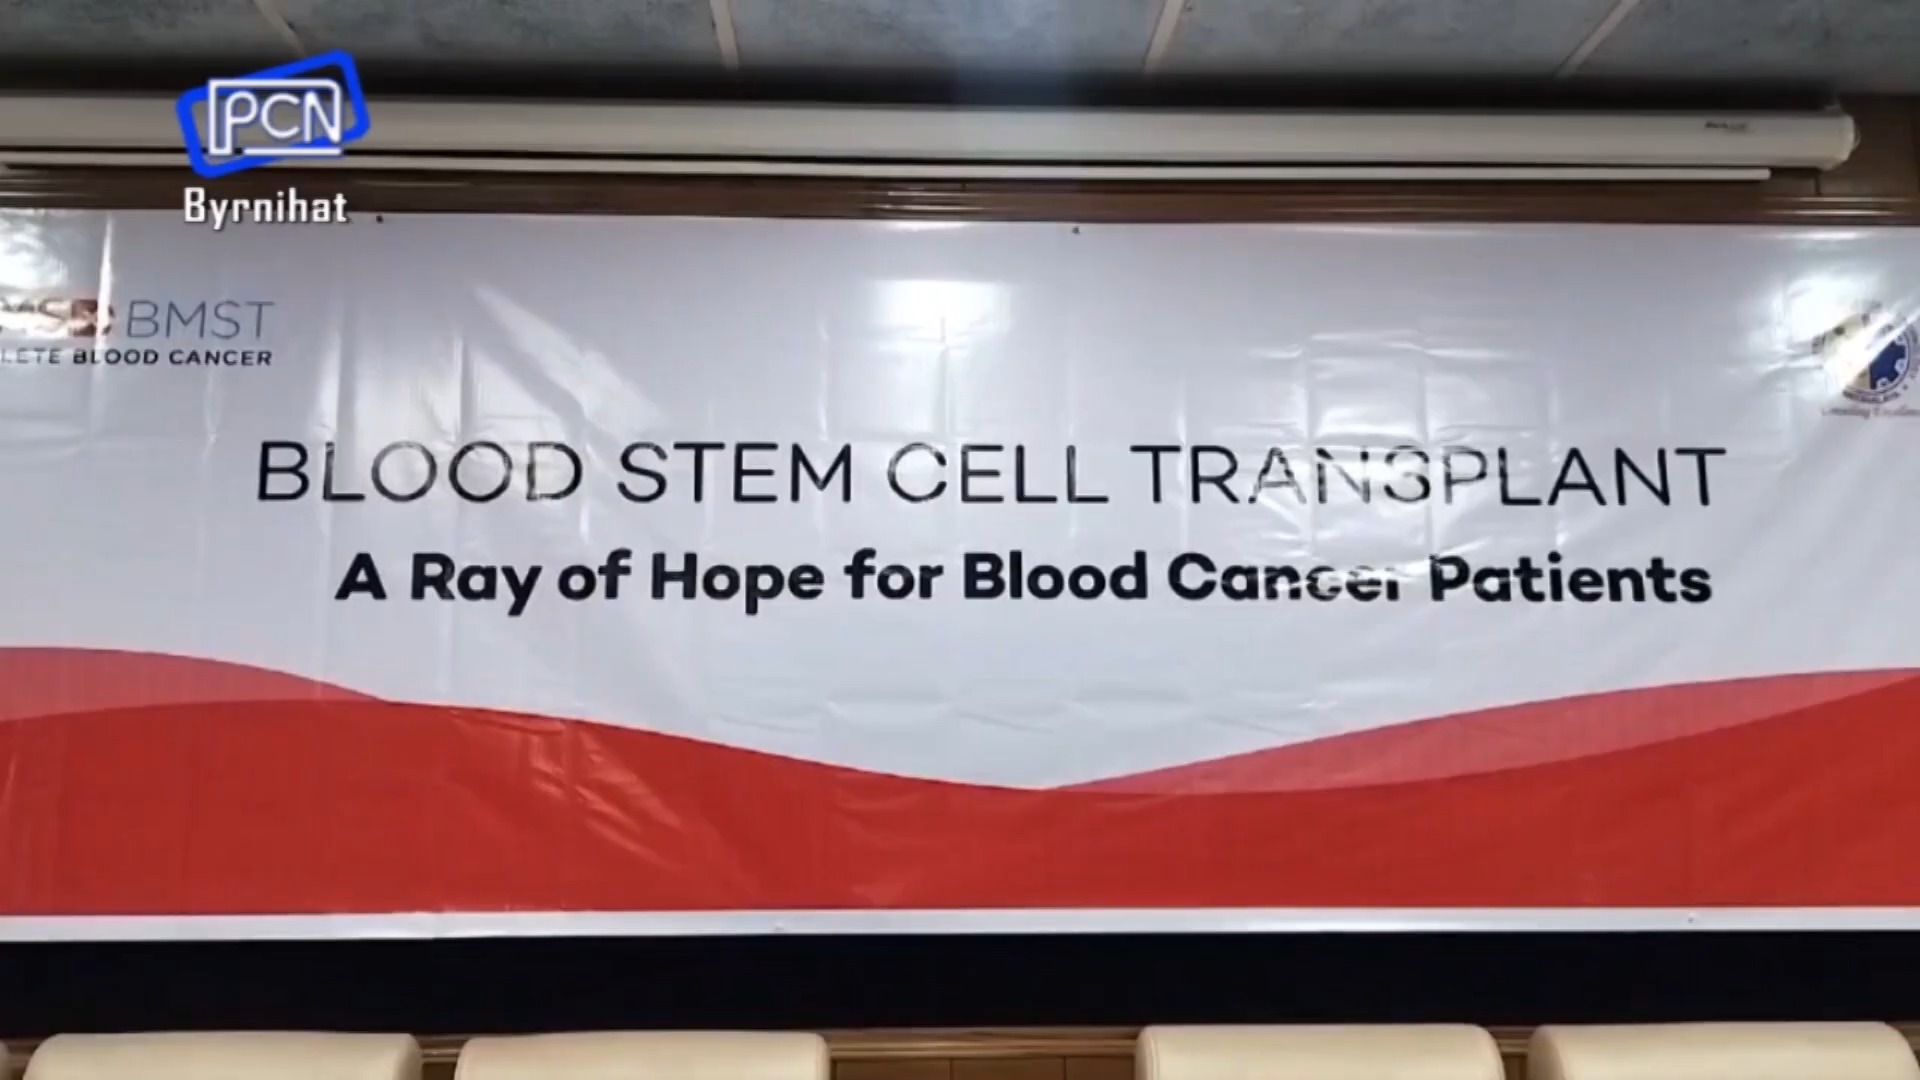 PCN
Byrnihat
BMST
BLOOD CANCER
BLOOD STEM CELL TRANSPLANT
A Ray of Hope for Blood Cancer Patients